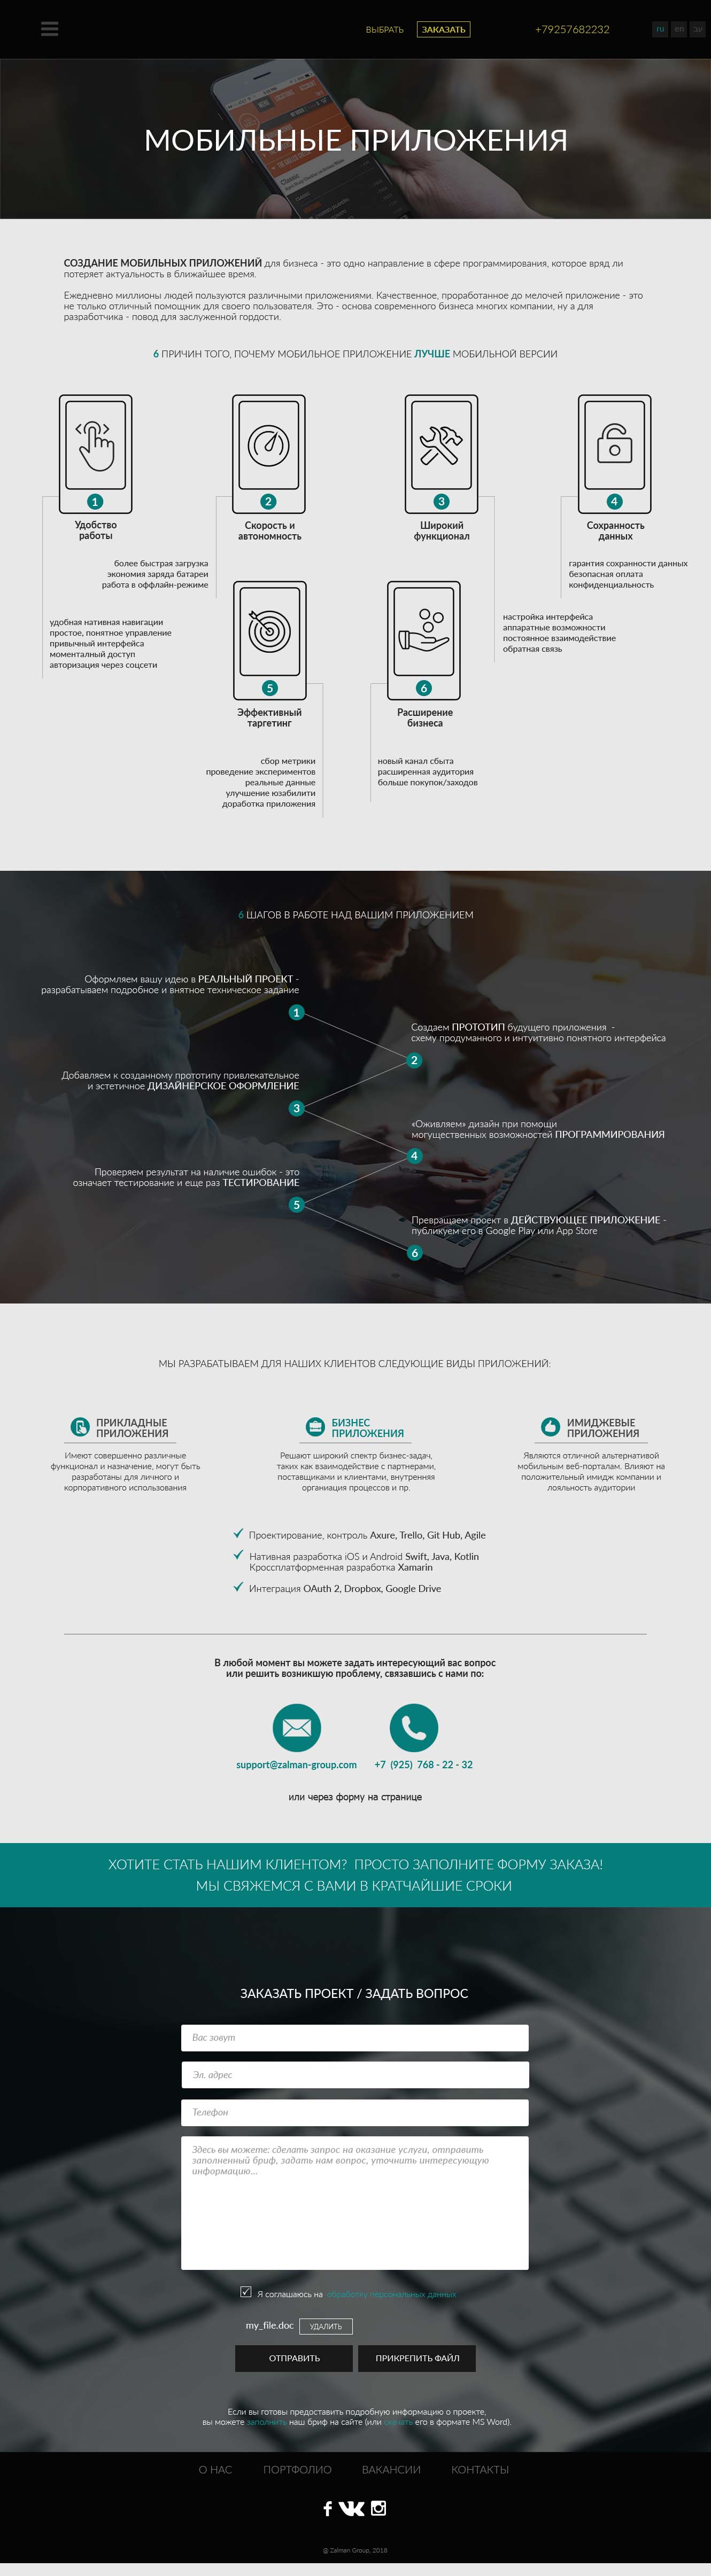 ВЫБРАТЬ ЗАКАЗАТЬ +79257682232 ru en עב
МОБИЛЬНЫЕ ПРИЛОЖЕНИЯ
СОЗДАНИЕ МОБИЛЬНЫХ ПРИЛОЖЕНИЙ для бизнеса - это одно направление в сфере программирования, которое вряд ли
потеряет актуальность в ближайшее время.
Ежедневно миллионы людей пользуются различными приложениями. Качественное, проработанное до мелочей приложение - это
не только отличный помощник для своего пользователя. Это - основа современного бизнеса многих компании, ну а для
разработчика - повод для заслуженной гордости.
6 ПРИЧИН ТОГО, ПОЧЕМУ МОБИЛЬНОЕ ПРИЛОЖЕНИЕ ЛУЧШЕ МОБИЛЬНОЙ ВЕРСИИ
1
Удобство
работы
удобная нативная навигации
простое, понятное управление
привычный интерфейса
моментальный доступ
авторизация через соцсети
2
Скорость и
автономность
более быстрая загрузка
экономия заряда батареи
работа в оффлайн-режиме
3
Широкий
функционал
настройка интерфейса
аппаратные возможности
постоянное взаимодействие
обратная связь
4
Сохранность
данных
гарантия сохранности данных
безопасная оплата
конфиденциальность
5
Эффективный
таргетинг
сбор метрики
проведение экспериментов
реальные данные
улучшение юзабилити
доработка приложения
6
Расширение
бизнеса
новый канал сбыта
расширенная аудитория
больше покупок/заходов
6 ШАГОВ В РАБОТЕ НАД ВАШИМ ПРИЛОЖЕНИЕМ
Оформляем вашу идею в РЕАЛЬНЫЙ ПРОЕКТ -
разрабатываем подробное и внятное техническое задание
1
Создаем ПРОТОТИП будущего приложения -
схему продуманного и интуитивно понятного интерфейса
2
Добавляем к созданному прототипу привлекательное
и эстетичное ДИЗАЙНЕРСКОЕ ОФОРМЛЕНИЕ
3
«Оживляем» дизайн при помощи
могущественных возможностей ПРОГРАММИРОВАНИЯ
4
Проверяем результат на наличие ошибок - это
означает тестирование и еще раз ТЕСТИРОВАНИЕ
5
Превращаем проект в ДЕЙСТВУЮЩЕЕ ПРИЛОЖЕНИЕ -
публикуем его в Google Play или App Store
6
МЫ РАЗРАБАТЫВАЕМ ДЛЯ НАШИХ КЛИЕНТОВ СЛЕДУЮЩИЕ ВИДЫ ПРИЛОЖЕНИЙ:
ПРИКЛАДНЫЕ
ПРИЛОЖЕНИЯ
Имеют совершенно различные
функционал и назначение, могут быть
разработаны для личного и
корпоративного использования
БИЗНЕС
ПРИЛОЖЕНИЯ
Решают широкий спектр бизнес-задач,
таких как взаимодействие с партнерами,
поставщиками и клиентами, внутренняя
органиация процессов и пр.
ИМИДЖЕВЫЕ
ПРИЛОЖЕНИЯ
Являются отличной альтернативой
мобильным веб-порталам. Влияют на
положительный имидж компании и
лояльность аудитории
Проектирование, контроль Axure, Trello, Git Hub, Agile
Нативная разработка iOS и Android Swift, Java, Kotlin
Кроссплатформенная разработка Xamarin
Интеграция OAuth 2, Dropbox, Google Drive
В любой момент вы можете задать интересующий вас вопрос
или решить возникшую проблему, связавшись с нами по:
support@zalman-group.com +7 (925) 768 - 22 - 32
или через форму на странице
ХОТИТЕ СТАТЬ НАШИМ КЛИЕНТОМ? ПРОСТО ЗАПОЛНИТЕ ФОРМУ ЗАКАЗА!
МЫ СВЯЖЕМСЯ С ВАМИ В КРАТЧАЙШИЕ СРОКИ
ЗАКАЗАТЬ ПРОЕКТ / ЗАДАТЬ ВОПРОС
Вас зовут
Эл. адрес
Телефон
Здесь вы можете: сделать запрос на оказание услуги, отправить
заполненный бриф, задать нам вопрос, уточнить интересующую
информацию...
Я соглашаюсь на обработку персональных данных
my_file.doc УДАЛИТЬ
ОТПРАВИТЬ ПРИКРЕПИТЬ ФАЙЛ
Если вы готовы предоставить подробную информацию о проекте,
вы можете заполнить наш бриф на сайте (или скачать его в формате MS Word).
О НАС ПОРТФОЛИО ВАКАНСИИ КОНТАКТЫ
@ Zalman Group, 2018